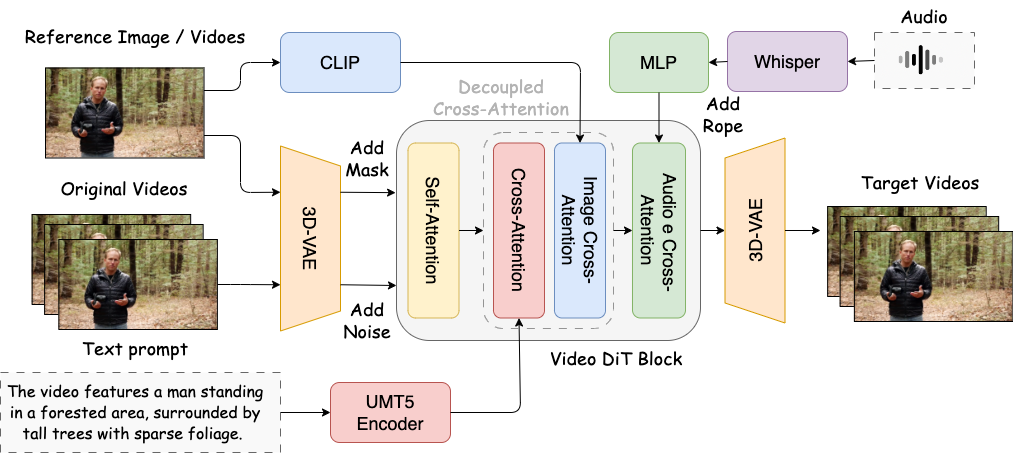 Reference Image / Vidoes
CLIP
MLP
Whisper
Audio
Decoupled
Cross-Attention
Add
Rope
Add
Mask
Original Videos
3D-VAE
Self-Attention
Cross-Attention
Image Cross-
Attention
Audio e Cross-
Attention
3D-VAE
Target Videos
Add
Noise
Text prompt
Video DiT Block
The video features a man standing
in a forested area, surrounded by
tall trees with sparse foliage.
UMT5
Encoder